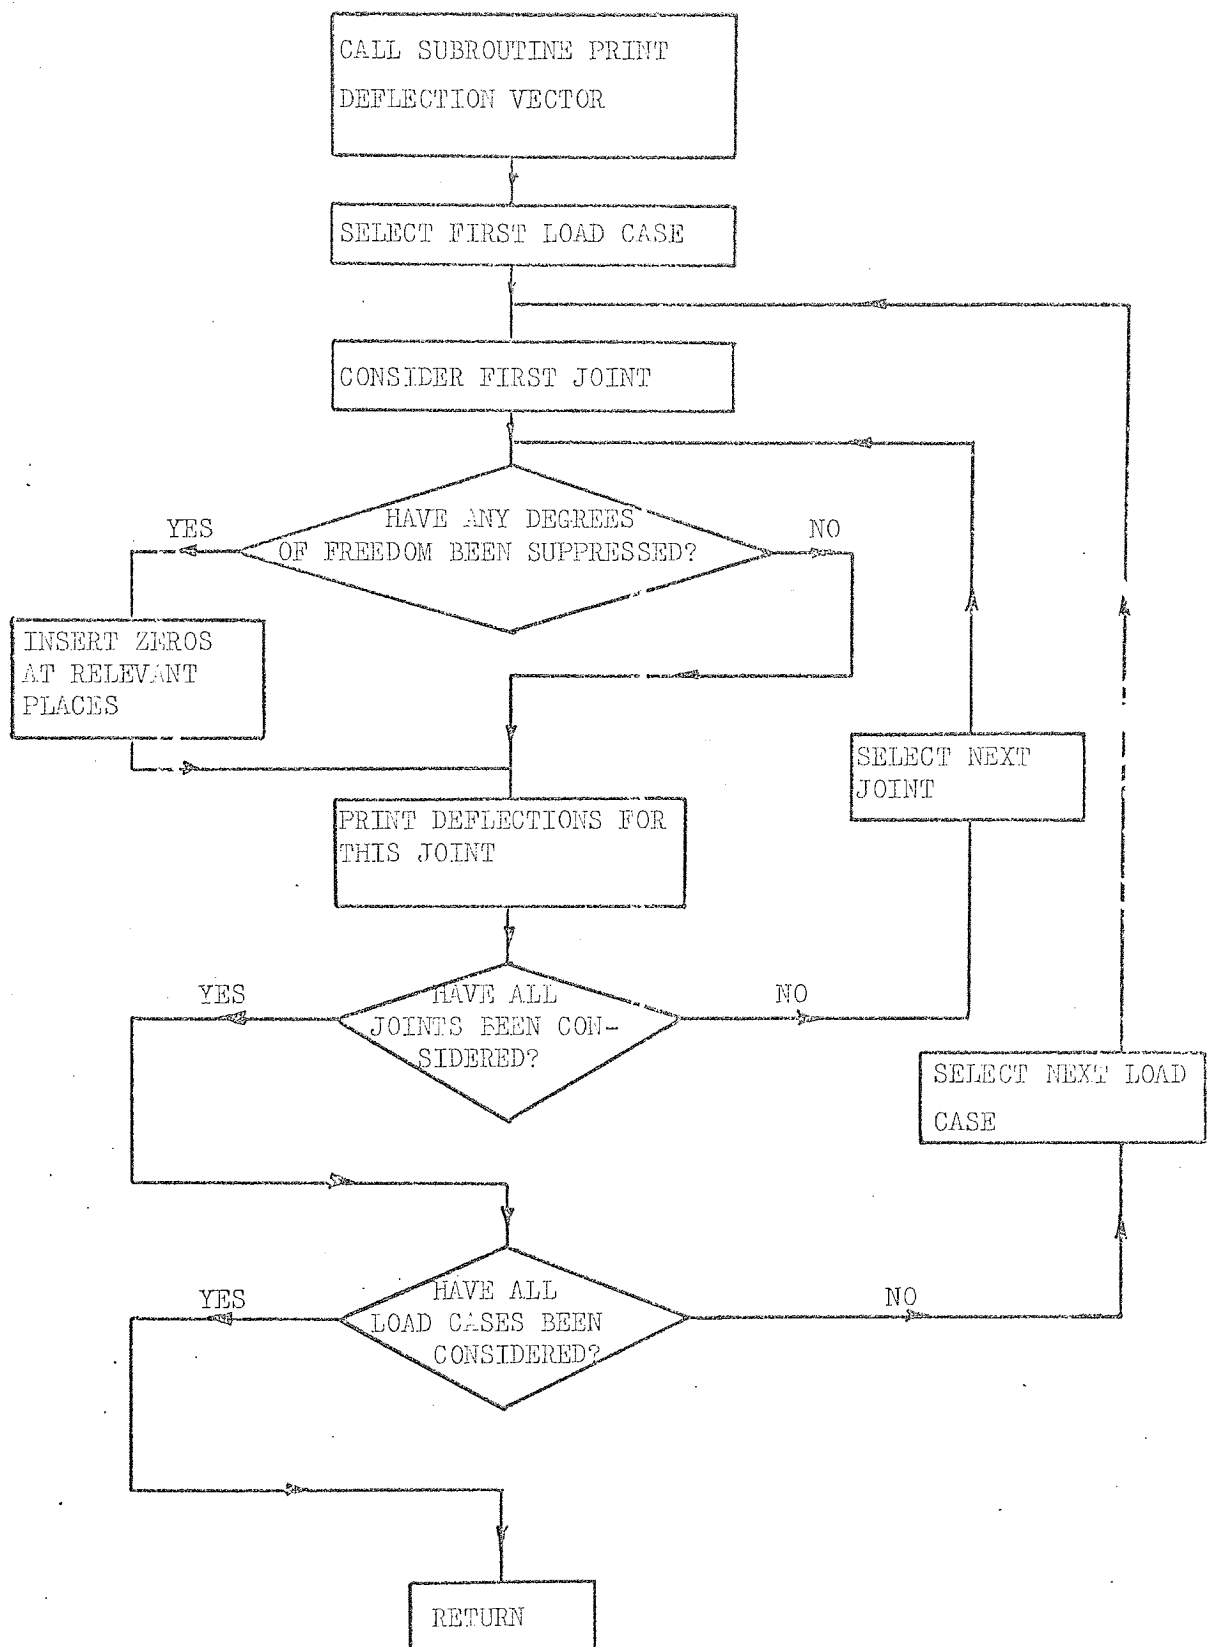 CALL SUBROUTINE PRINT
DEFLECTION VECTOR
SELECT FIRST LOAD CASE
CONSIDER FIRST JOINT
HAVE ANY DEGREES
OF FREEDOM BEEN SUPPRESSED?
YES
NO
INSERT ZEROS
AT RELEVANT
PLACES
SELECT NEXT
JOINT
PRINT DEFLECTIONS FOR
THIS JOINT
HAVE ALL
JOINTS BEEN CON-
SIDERED?
YES
NO
SELECT NEXT LOAD
CASE
HAVE ALL
LOAD CASES BEEN
CONSIDERED?
YES
NO
RETURN